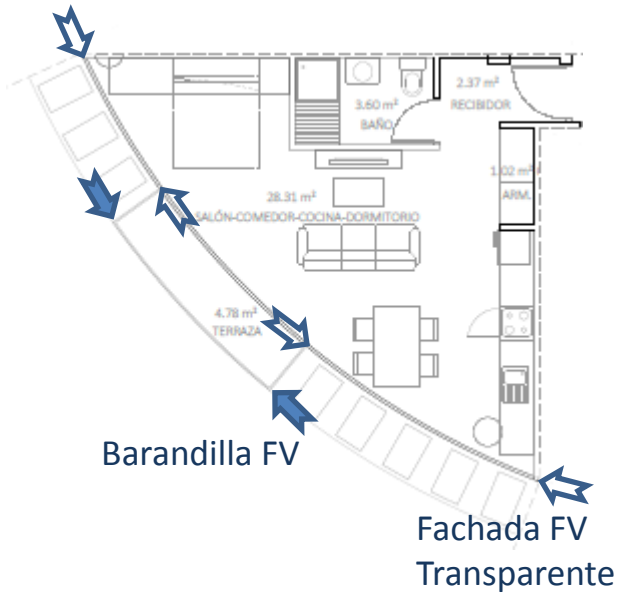 2.37 m²
RECIBIDOR
3.60 m²
BAÑO
1.02 m²
ARM.
28.31 m²
SALÓN-COMEDOR-COCINA-DORMITORIO
4.78 m²
TERRAZA
Barandilla FV
Fachada FV
Transparente